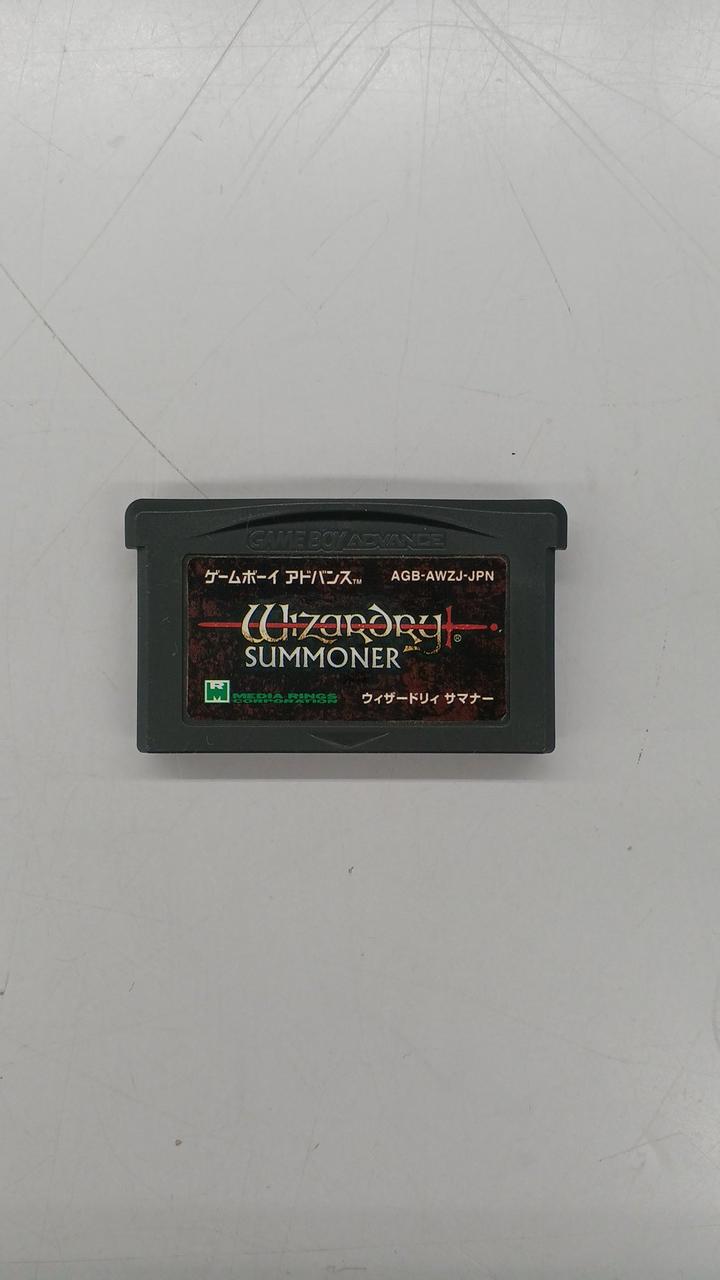 GAME BOY ADVANCE
ゲームボーイ アドバンス™ AGB-AWZJ-JPN
Wizardry®
SUMMONER
RM MEDIA RINGS CORPORATION
ウィザードリィ サマナー